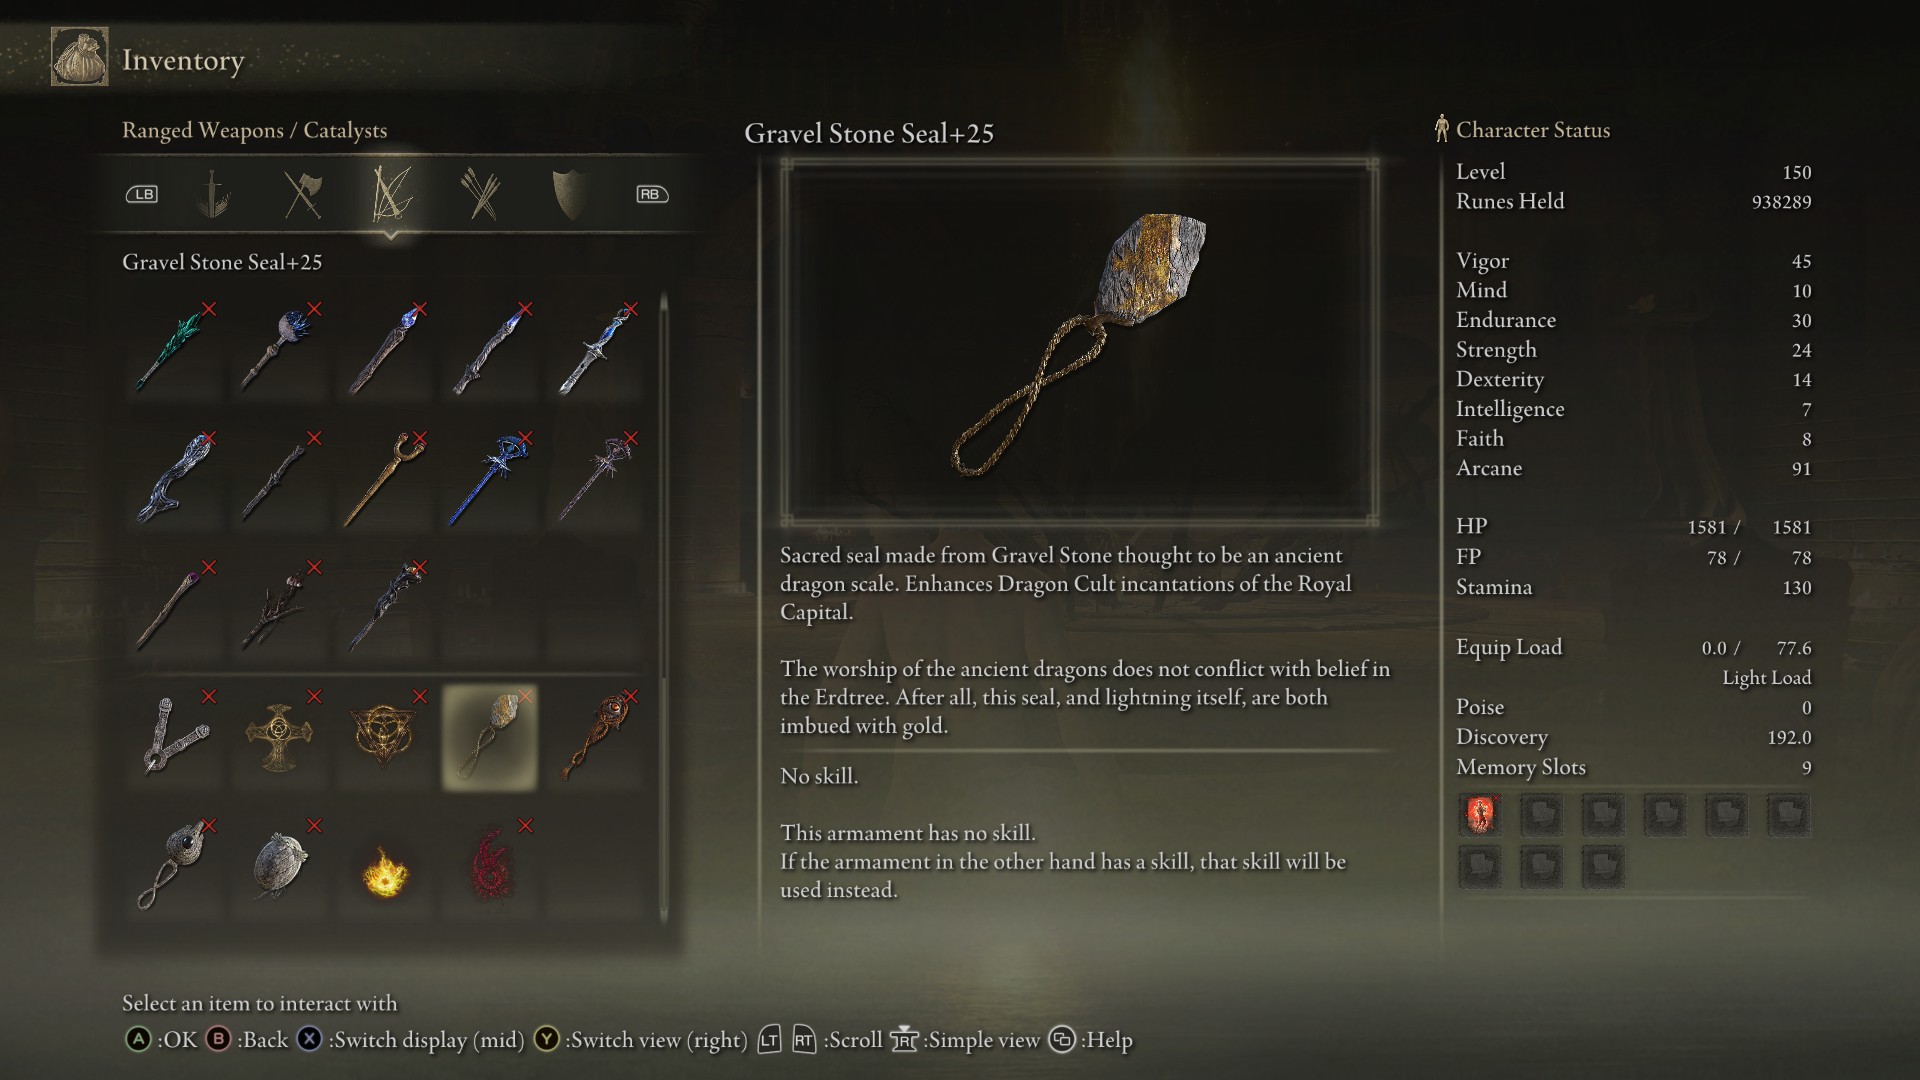 Inventory
Ranged Weapons / Catalysts
LB
RB
Gravel Stone Seal+25
Gravel Stone Seal+25
Sacred seal made from Gravel Stone thought to be an ancient
dragon scale. Enhances Dragon Cult incantations of the Royal
Capital.
The worship of the ancient dragons does not conflict with belief in
the Erdtree. After all, this seal, and lightning itself, are both
imbued with gold.
No skill.
This armament has no skill.
If the armament in the other hand has a skill, that skill will be
used instead.
Character Status
Level 150
Runes Held 938289
Vigor 45
Mind 10
Endurance 30
Strength 24
Dexterity 14
Intelligence 7
Faith 8
Arcane 91
HP 1581 / 1581
FP 78 / 78
Stamina 130
Equip Load 0.0 / 77.6
Light Load
Poise 0
Discovery 192.0
Memory Slots 9
Select an item to interact with
A :OK B :Back X :Switch display (mid) Y :Switch view (right) LT RT :Scroll R :Simple view :Help